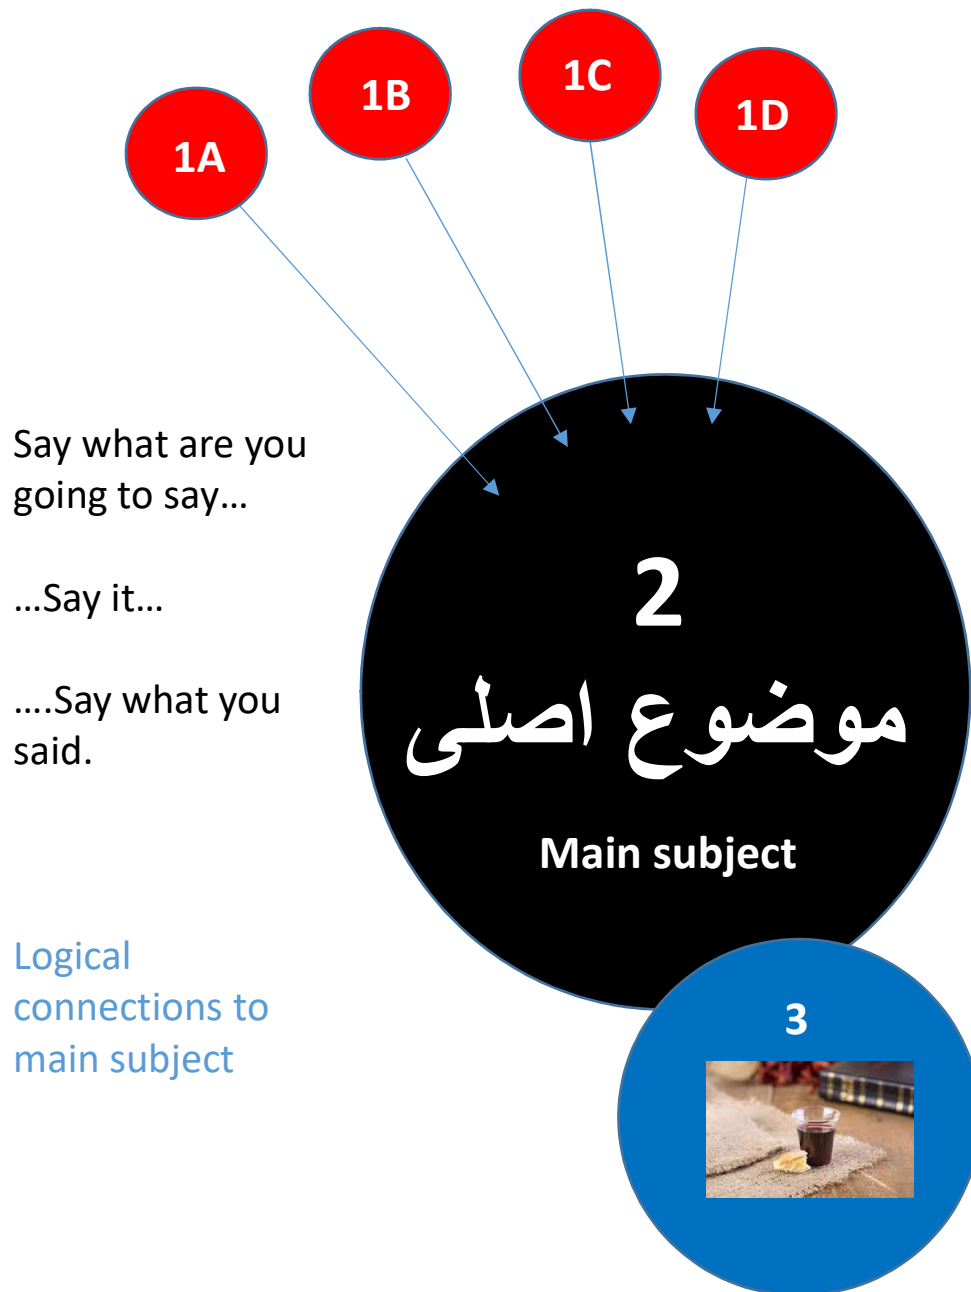 1A
1B
1C
1D
Say what are you
going to say…
…Say it…
….Say what you
said.
2
موضوع اصلی
Main subject
Logical
connections to
main subject
3